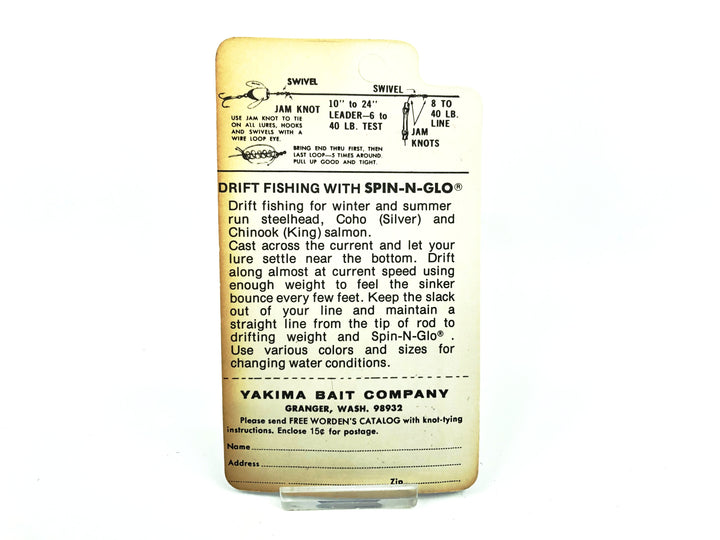 SWIVEL
SWIVEL
JAM KNOT
USE JAM KNOT TO TIE
ON ALL LURES, HOOKS
AND SWIVELS WITH A
WIRE LOOP EYE.
10" to 24"
LEADER—6 to
40 LB. TEST
8 TO
40 LB.
LINE
JAM
KNOTS
BRING END THRU FIRST, THEN
LAST LOOP—5 TIMES AROUND.
PULL UP GOOD AND TIGHT.
DRIFT FISHING WITH SPIN-N-GLO®
Drift fishing for winter and summer
run steelhead, Coho (Silver) and
Chinook (King) salmon.
Cast across the current and let your
lure settle near the bottom. Drift
along almost at current speed using
enough weight to feel the sinker
bounce every few feet. Keep the slack
out of your line and maintain a
straight line from the tip of rod to
drifting weight and Spin-N-Glo® .
Use various colors and sizes for
changing water conditions.
YAKIMA BAIT COMPANY
GRANGER, WASH. 98932
Please send FREE WORDEN'S CATALOG with knot-tying
instructions. Enclose 15¢ for postage.
Name
Address
Zip